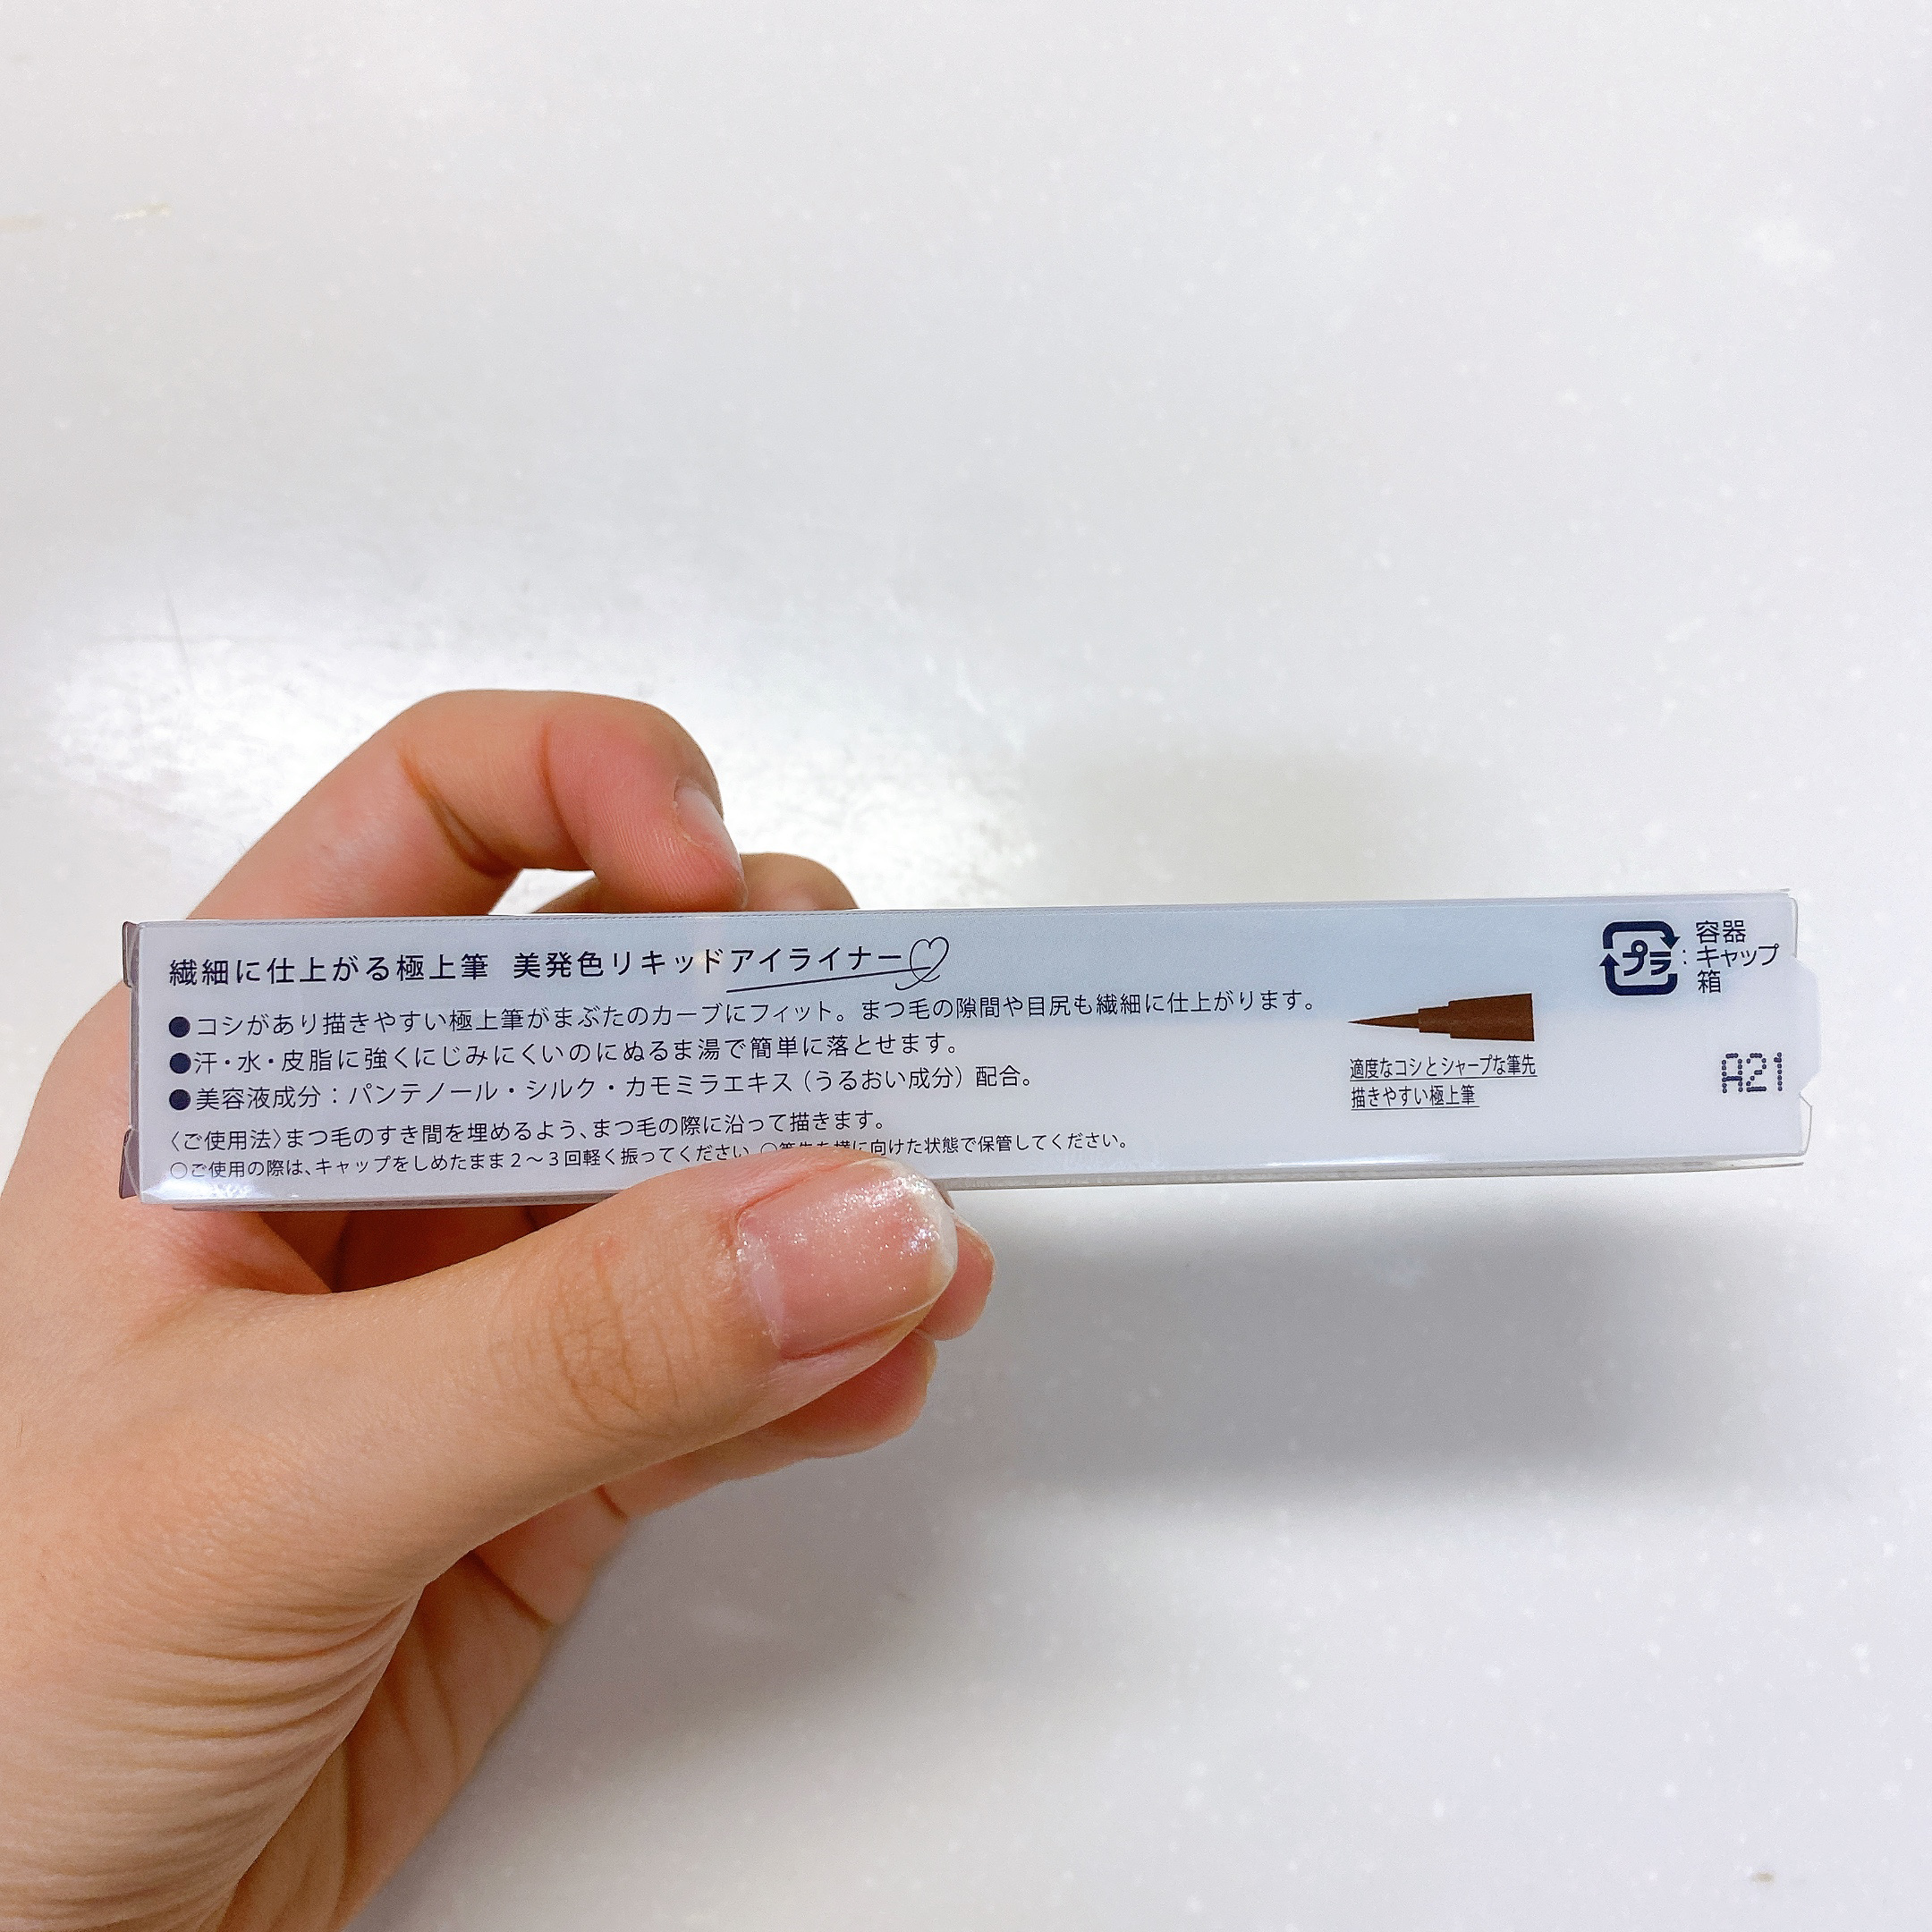 繊細に仕上がる極上筆 美発色リキッドアイライナー
●コシがあり描きやすい極上筆がまぶたのカーブにフィット。まつ毛の隙間や目尻も繊細に仕上がります。
●汗・水・皮脂に強くにじみにくいのにぬるま湯で簡単に落とせます。
●美容液成分：パンテノール・シルク・カモミラエキス（うるおい成分）配合。
〈ご使用法〉まつ毛のすき間を埋めるよう、まつ毛の際に沿って描きます。
○ご使用の際は、キャップをしめたまま２～３回軽く振ってください。○筆先を横に向けた状態で保管してください。
適度なコシとシャープな筆先
描きやすい極上筆
プラ：
容器
キャップ
箱
A21